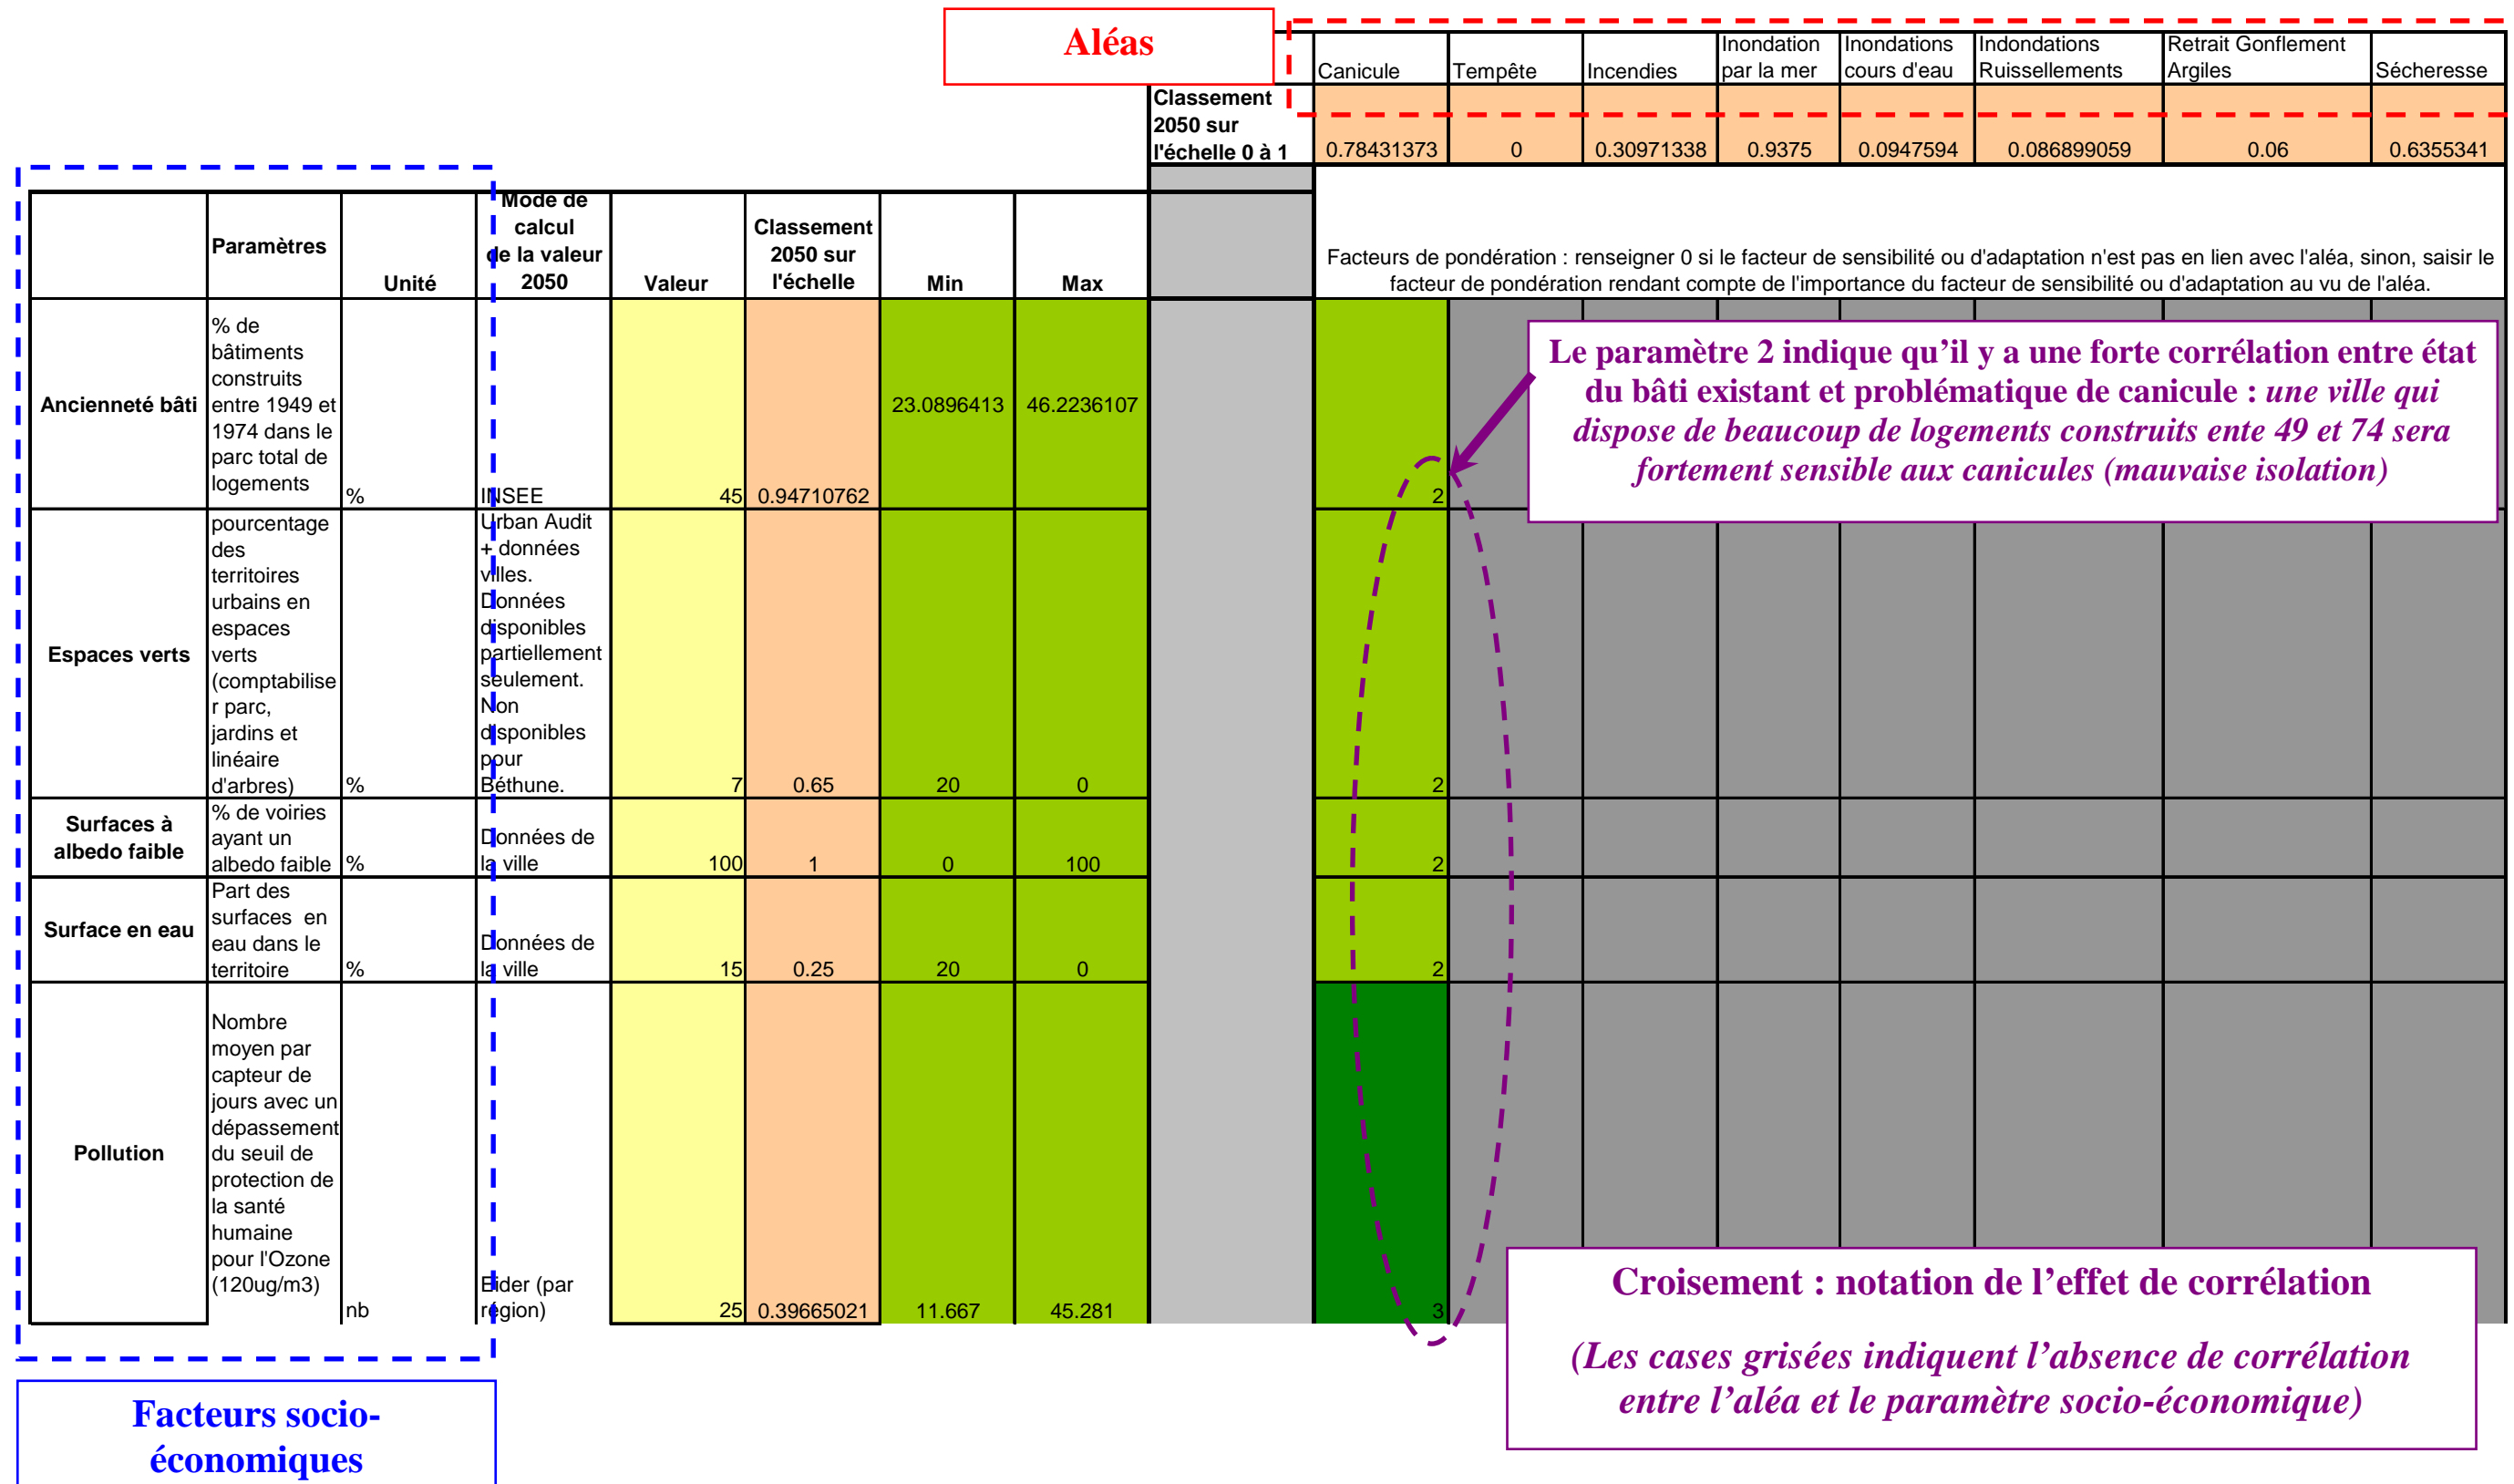 Aléas
Canicule
Tempête
Incendies
Inondation
par la mer
Inondations
cours d'eau
Indondations
Ruissellements
Retrait Gonflement
Argiles
Sécheresse
Classement
2050 sur
l'échelle 0 à 1
0.78431373
0
0.30971338
0.9375
0.0947594
0.086899059
0.06
0.6355341
Paramètres
Unité
Mode de
calcul
de la valeur
2050
Valeur
Classement
2050 sur
l'échelle
Min
Max
Facteurs de pondération : renseigner 0 si le facteur de sensibilité ou d'adaptation n'est pas en lien avec l'aléa, sinon, saisir le
facteur de pondération rendant compte de l'importance du facteur de sensibilité ou d'adaptation au vu de l'aléa.
Ancienneté bâti
% de
bâtiments
construits
entre 1949 et
1974 dans le
parc total de
logements
%
INSEE
45
0.94710762
23.0896413
46.2236107
2
Le paramètre 2 indique qu’il y a une forte corrélation entre état
du bâti existant et problématique de canicule : une ville qui
dispose de beaucoup de logements construits ente 49 et 74 sera
fortement sensible aux canicules (mauvaise isolation)
Espaces verts
pourcentage
des
territoires
urbains en
espaces
verts
(comptabilise
r parc,
jardins et
linéaire
d'arbres)
%
Urban Audit
+ données
villes.
Données
disponibles
partiellement
seulement.
Non
disponibles
pour
Béthune.
7
0.65
20
0
2
Surfaces à
albedo faible
% de voiries
ayant un
albedo faible
%
Données de
la ville
100
1
0
100
2
Surface en eau
Part des
surfaces en
eau dans le
territoire
%
Données de
la ville
15
0.25
20
0
2
Pollution
Nombre
moyen par
capteur de
jours avec un
dépassement
du seuil de
protection de
la santé
humaine
pour l'Ozone
(120ug/m3)
nb
Eider (par
région)
25
0.39665021
11.667
45.281
3
Croisement : notation de l’effet de corrélation
(Les cases grisées indiquent l’absence de corrélation
entre l’aléa et le paramètre socio-économique)
Facteurs socio-
économiques